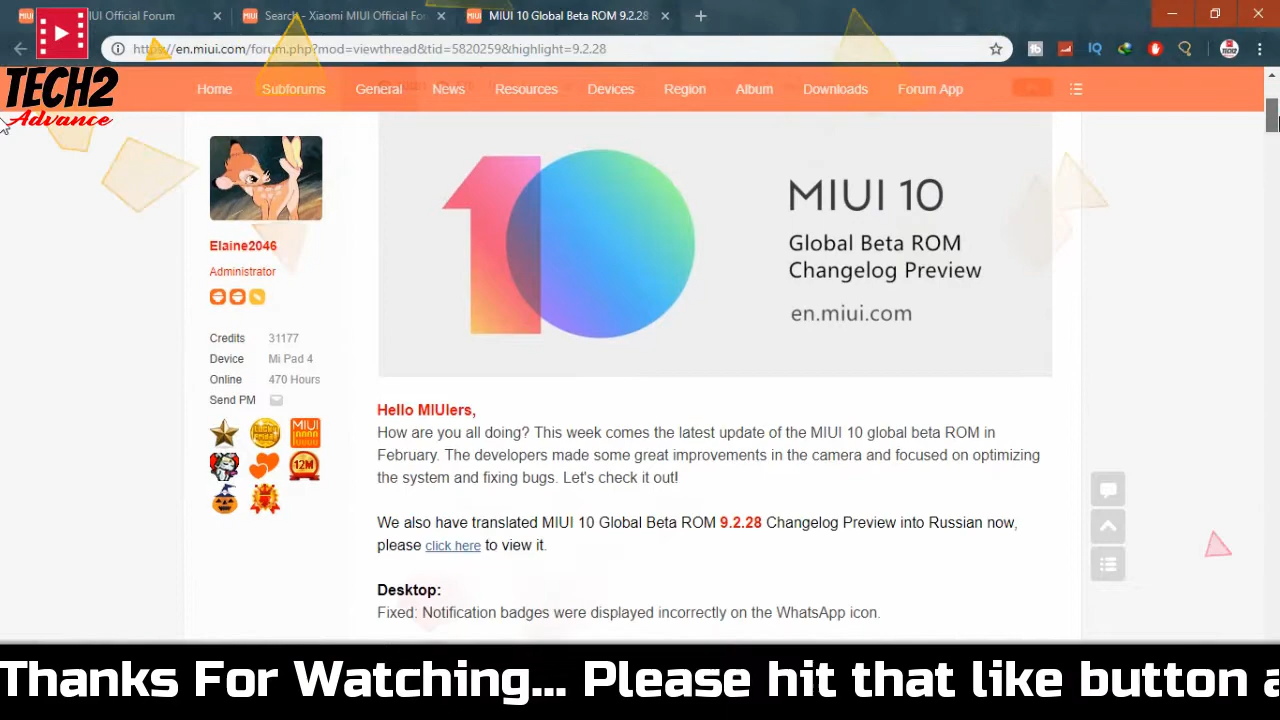 IUI Official Forum
Search - Xiaomi MIUI Official For
MIUI 10 Global Beta ROM 9.2.28
https://en.miui.com/forum.php?mod=viewthread&tid=5820259&highlight=9.2.28
TECH2
Advance
Home Subforums General News Resources Devices Region Album Downloads Forum App
Elaine2046
Administrator
Credits 31177
Device Mi Pad 4
Online 470 Hours
Send PM
MIUI
12M
10
MIUI 10
Global Beta ROM
Changelog Preview
en.miui.com
Hello MIUIers,
How are you all doing? This week comes the latest update of the MIUI 10 global beta ROM in
February. The developers made some great improvements in the camera and focused on optimizing
the system and fixing bugs. Let's check it out!
We also have translated MIUI 10 Global Beta ROM 9.2.28 Changelog Preview into Russian now,
please click here to view it.
Desktop:
Fixed: Notification badges were displayed incorrectly on the WhatsApp icon.
Thanks For Watching... Please hit that like button a